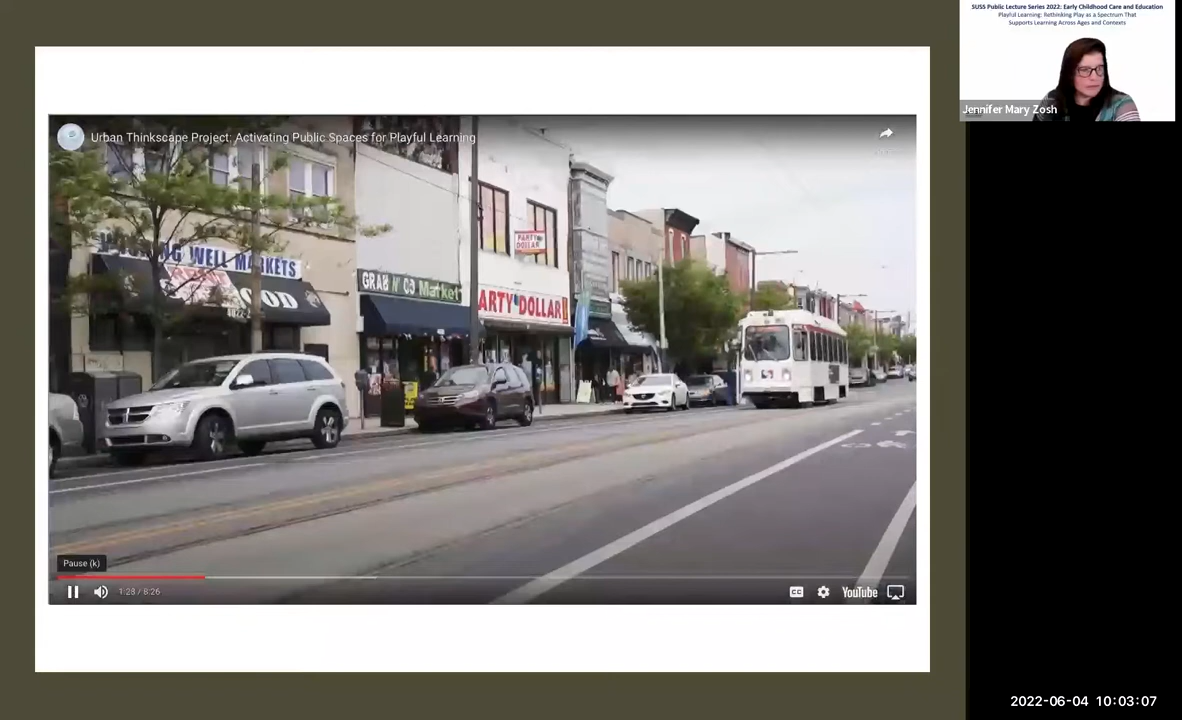 SUSS Public Lecture Series 2022: Early Childhood Care and Education
Playful Learning: Rethinking Play as a Spectrum That
Supports Learning Across Ages and Contexts
Jennifer Mary Zosh
Urban Thinkscape Project: Activating Public Spaces for Playful Learning
PARTY
DOLLAR
WELL MARKETS
GRAB N' GO Market
ARTY DOLLAR
Pause (k)
1:28 / 8:26
CC
YouTube
2022-06-04 10:03:07